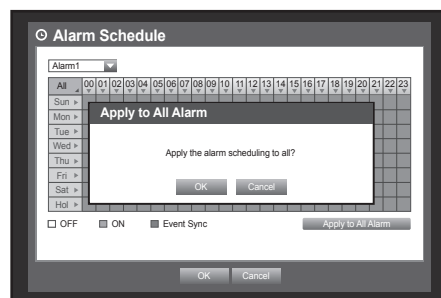 Alarm Schedule
Alarm1
All 00 01 02 03 04 05 06 07 08 09 10 11 12 13 14 15 16 17 18 19 20 21 22 23
Sun
Mon
Tue
Wed
Thu
Fri
Sat
Hol
Apply to All Alarm
Apply the alarm scheduling to all?
OK Cancel
OFF ON Event Sync Apply to All Alarm
OK Cancel